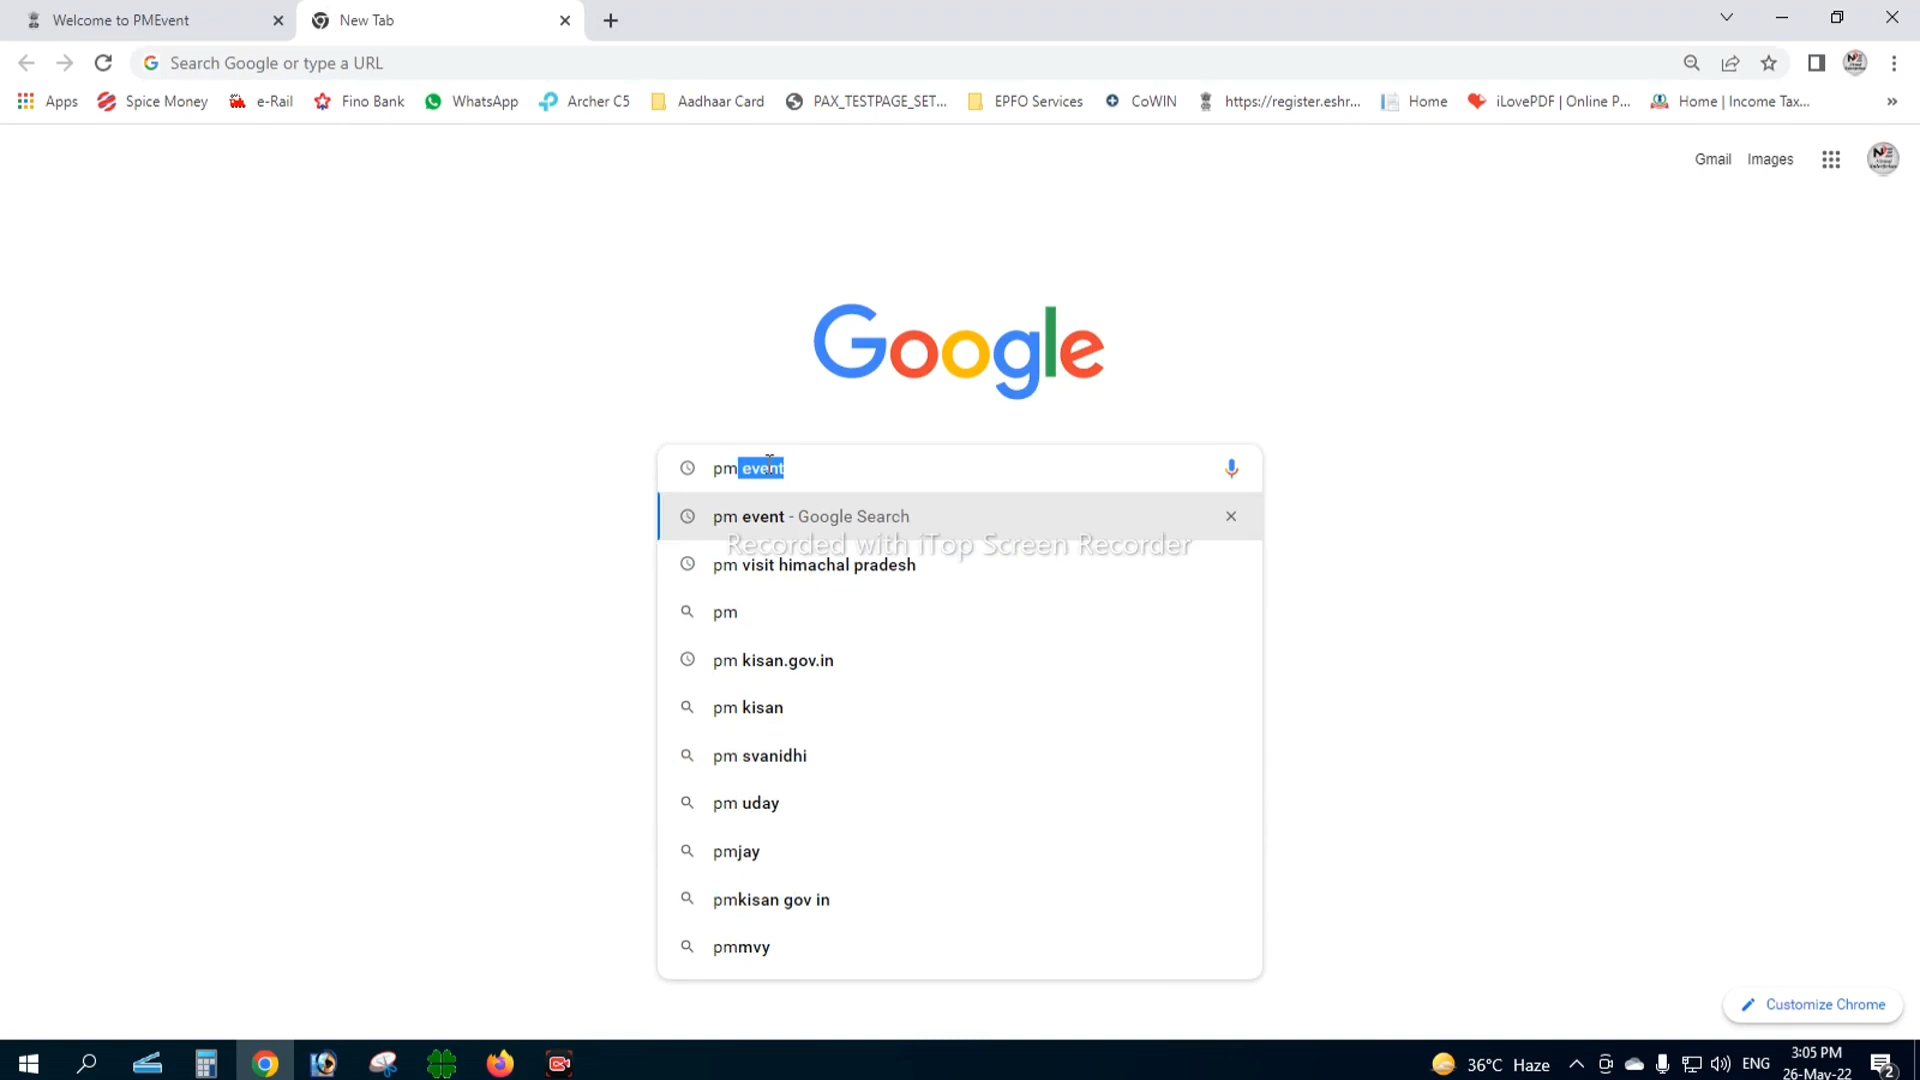 Welcome to PMEvent
New Tab
Search Google or type a URL
Apps Spice Money e-Rail Fino Bank WhatsApp Archer C5 Aadhaar Card PAX_TESTPAGE_SET... EPFO Services CoWIN https://register.eshr... Home iLovePDF | Online P... Home | Income Tax... »
Gmail Images
Google
pm event
pm event - Google Search
Recorded with iTop Screen Recorder
pm visit himachal pradesh
pm
pm kisan.gov.in
pm kisan
pm svanidhi
pm uday
pmjay
pmkisan gov in
pmmvy
Customize Chrome
36°C Haze ENG 3:05 PM
26-May-22 2